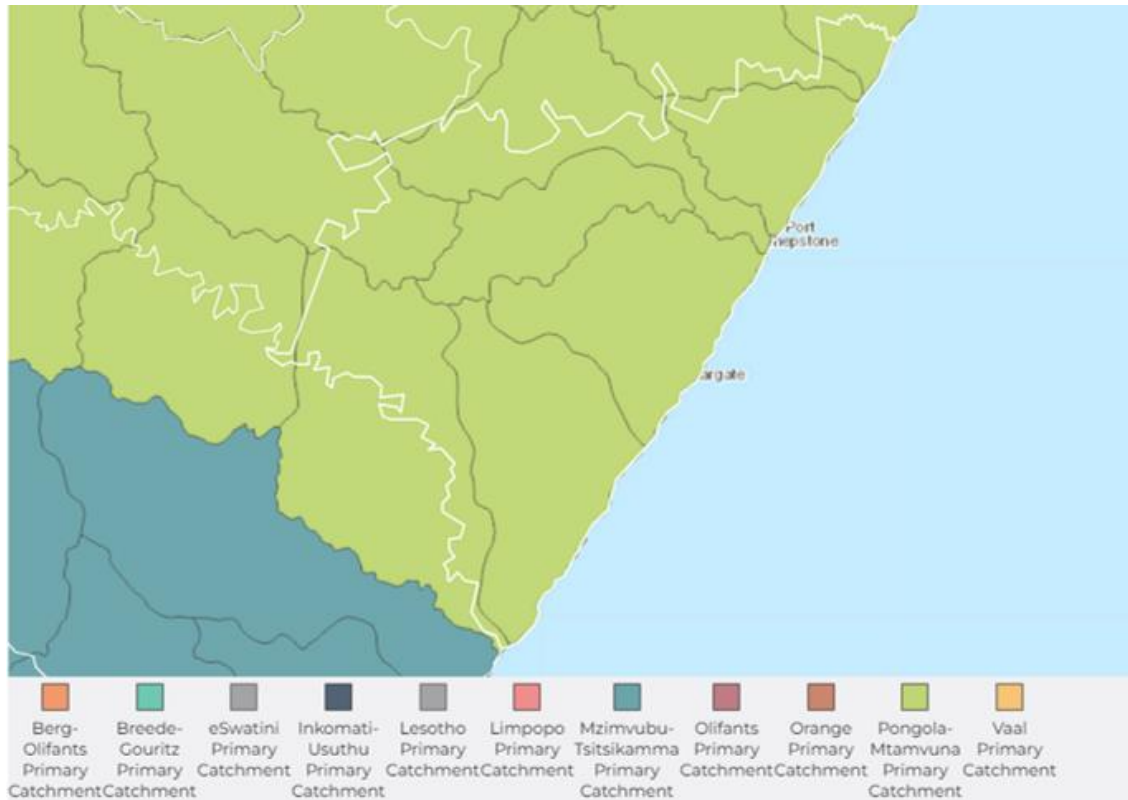 Port
hepstone
argate
Berg-
Olifants
Primary
Catchment
Breede-
Gouritz
Primary
Catchment
eSwatini
Primary
Catchment
Inkomati-
Usuthu
Primary
Catchment
Lesotho
Primary
Catchment
Limpopo
Primary
Catchment
Mzimvubu-
Tsitsikamma
Primary
Catchment
Olifants
Primary
Catchment
Orange
Primary
Catchment
Pongola-
Mtamvuna
Primary
Catchment
Vaal
Primary
Catchment